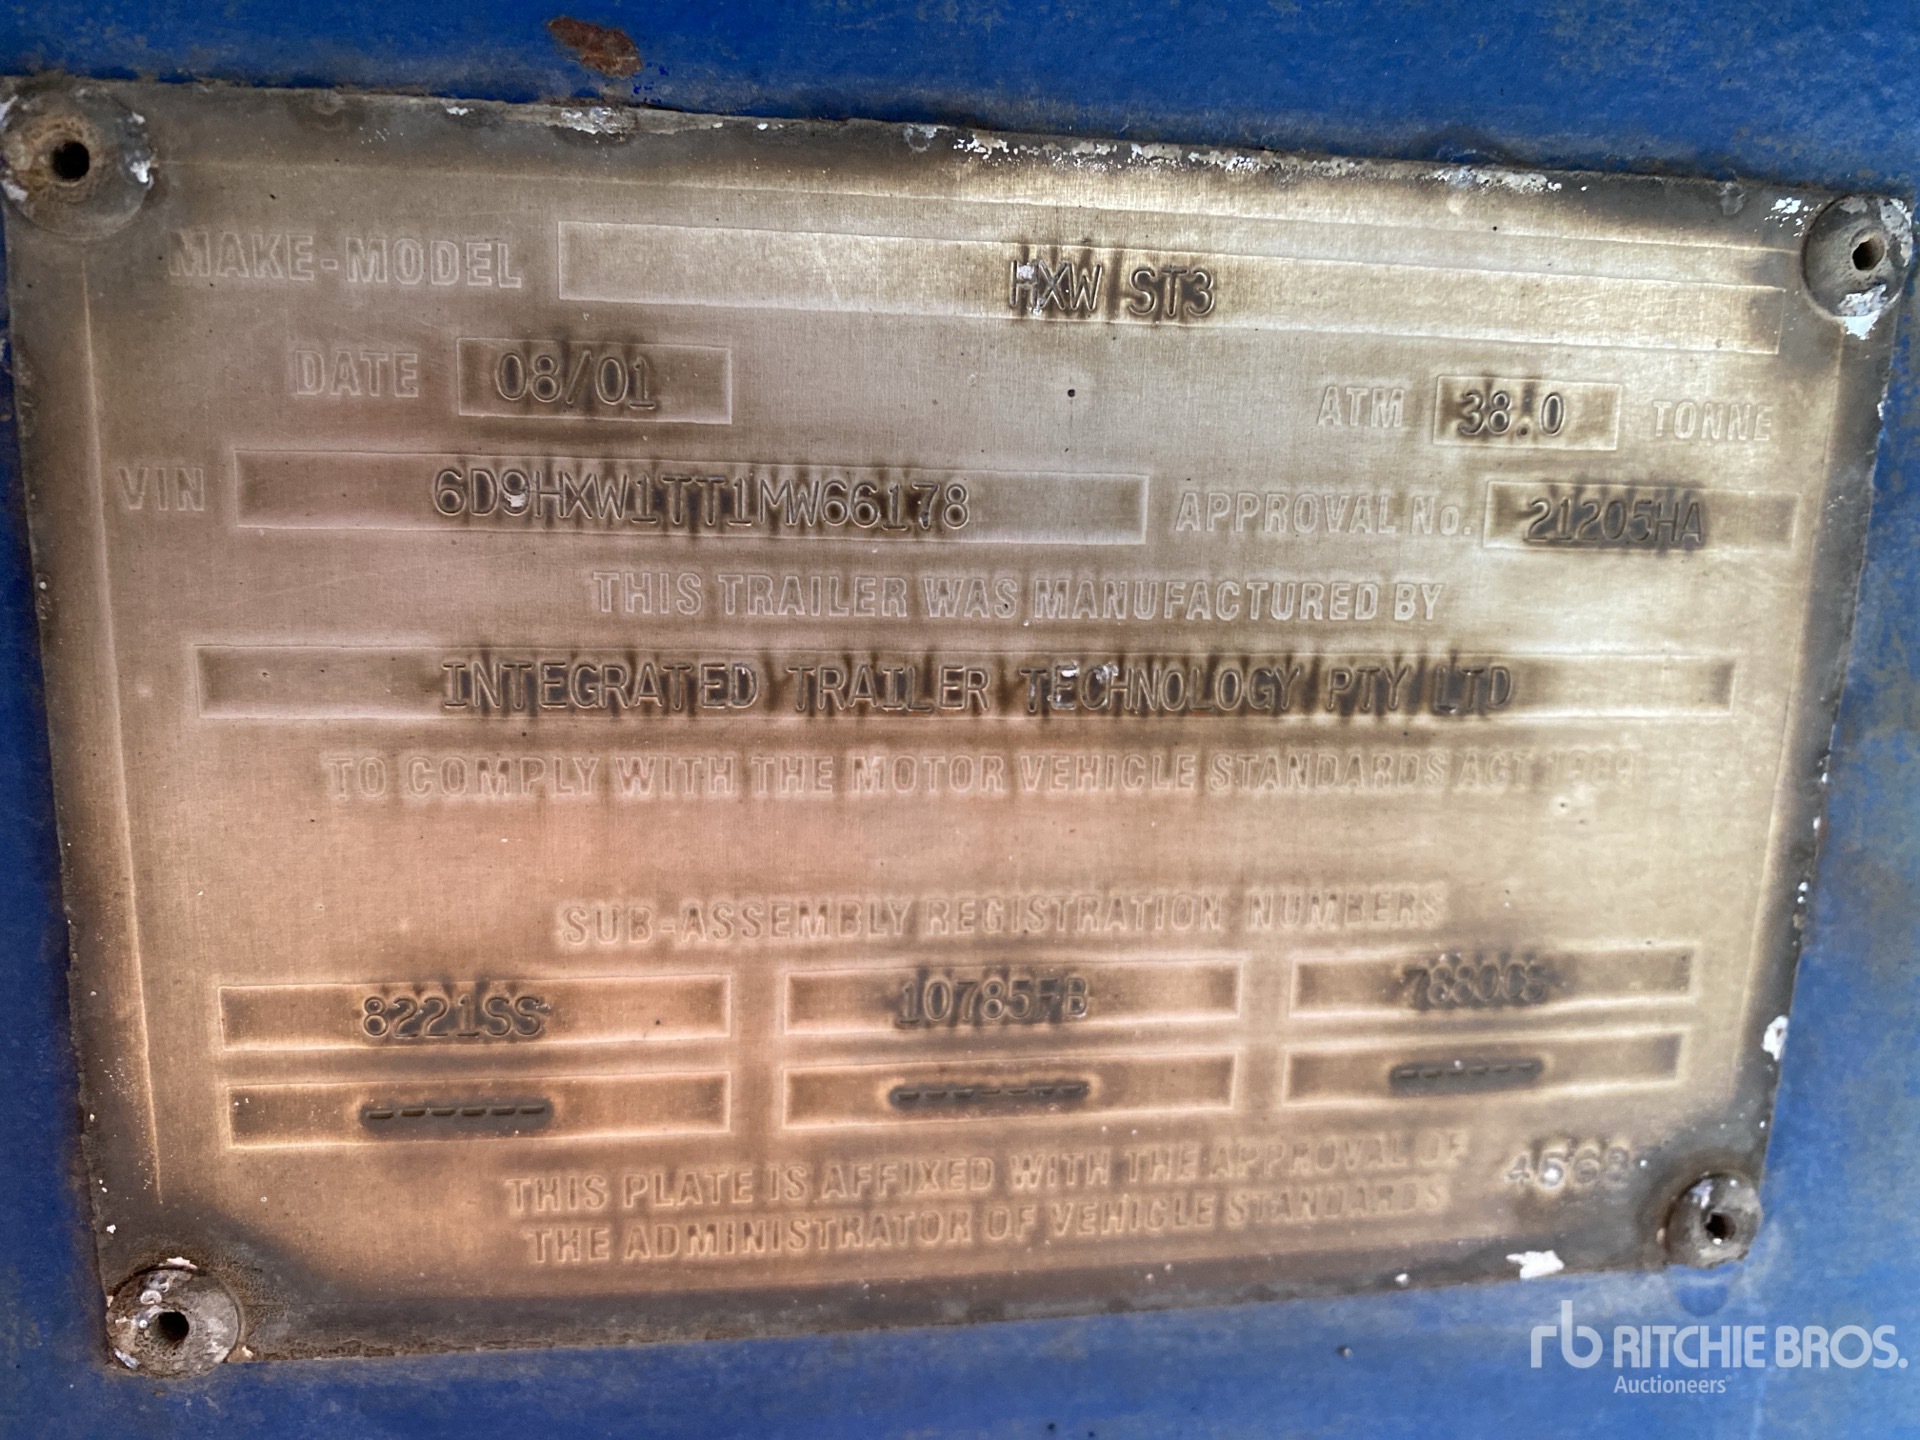 MAKE-MODEL HXW ST3
DATE 08/01 ATM 38.0 TONNE
VIN 6D9HXW1TT1MW66178 APPROVAL No. 21205HA
THIS TRAILER WAS MANUFACTURED BY
INTEGRATED TRAILER TECHNOLOGY PTY LTD
TO COMPLY WITH THE MOTOR VEHICLE STANDARDS ACT
SUB-ASSEMBLY REGISTRATION NUMBERS
8221SS 10785FB
------ ------- ------
THIS PLATE IS AFFIXED WITH THE APPROVAL OF
THE ADMINISTRATOR OF VEHICLE STANDARDS
rb RITCHIE BROS.
Auctioneers